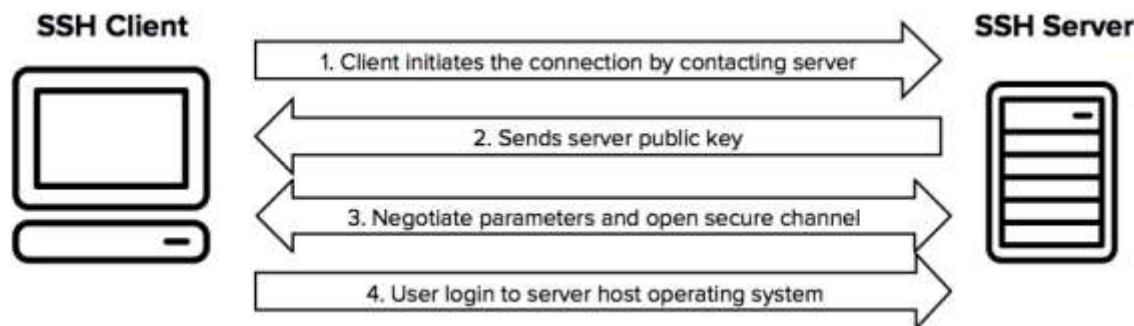 SSH Client
SSH Server
1. Client initiates the connection by contacting server
2. Sends server public key
3. Negotiate parameters and open secure channel
4. User login to server host operating system